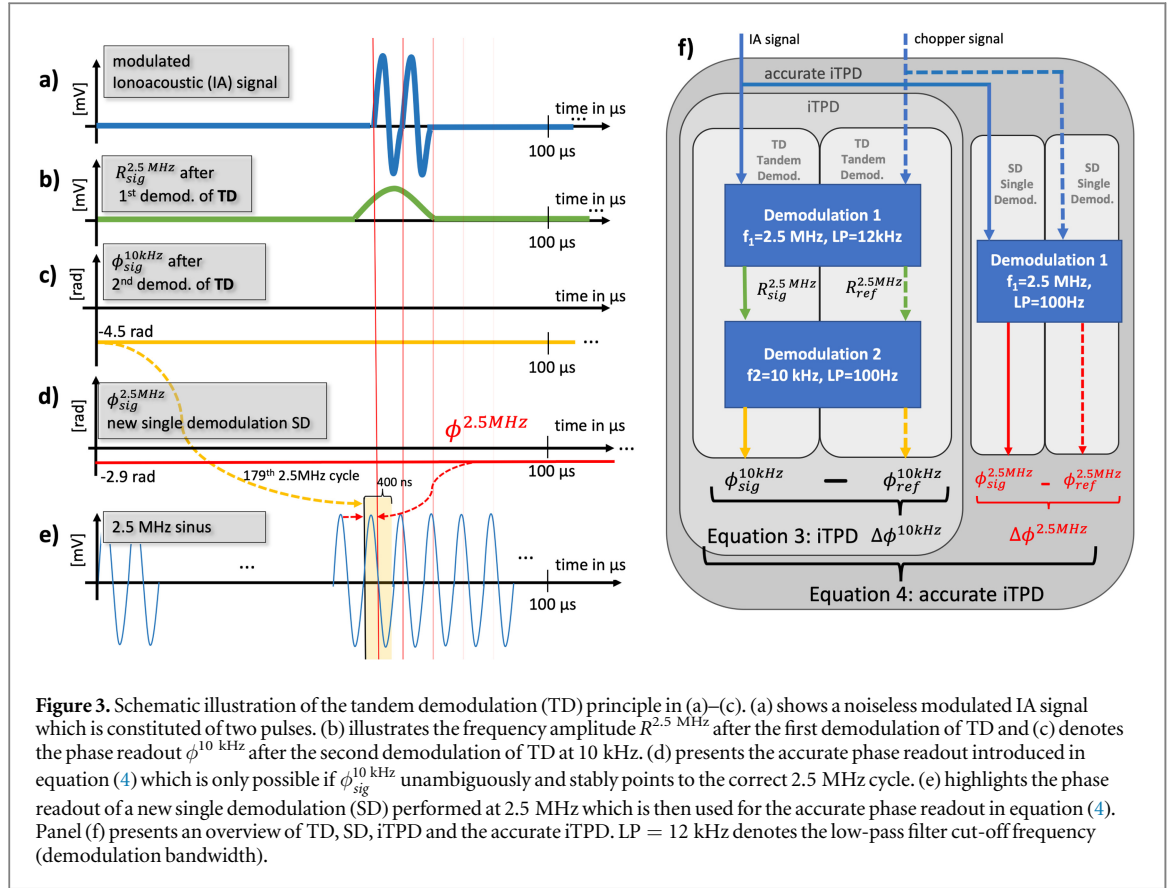 a)
[mV]
modulated
Ionoacoustic (IA) signal
time in µs
...
100 µs
b)
[mV]
R_sig^2.5 MHz after
1st demod. of TD
time in µs
...
100 µs
c)
[rad]
ϕ_sig^10kHz after
2nd demod. of TD
time in µs
-4.5 rad
...
100 µs
d)
[rad]
ϕ_sig^2.5MHz
new single demodulation SD
ϕ^2.5MHz
time in µs
...
100 µs
-2.9 rad
179th 2.5MHz cycle
400 ns
e)
[mV]
2.5 MHz sinus
...
...
time in µs
100 µs
f)
IA signal
chopper signal
accurate iTPD
iTPD
TD
Tandem
Demod.
TD
Tandem
Demod.
SD
Single
Demod.
SD
Single
Demod.
Demodulation 1
f₁=2.5 MHz, LP=12kHz
Demodulation 1
f₁=2.5 MHz,
LP=100Hz
R_sig^2.5 MHz
R_ref^2.5MHz
Demodulation 2
f2=10 kHz, LP=100Hz
ϕ_sig^10kHz − ϕ_ref^10kHz
ϕ_sig^2.5MHz - ϕ_ref^2.5MHz
Equation 3: iTPD Δϕ^10kHz
Δϕ^2.5MHz
Equation 4: accurate iTPD
Figure 3. Schematic illustration of the tandem demodulation (TD) principle in (a)–(c). (a) shows a noiseless modulated IA signal
which is constituted of two pulses. (b) illustrates the frequency amplitude R^2.5 MHz after the first demodulation of TD and (c) denotes
the phase readout ϕ^10 kHz after the second demodulation of TD at 10 kHz. (d) presents the accurate phase readout introduced in
equation (4) which is only possible if ϕ_sig^10 kHz unambiguously and stably points to the correct 2.5 MHz cycle. (e) highlights the phase
readout of a new single demodulation (SD) performed at 2.5 MHz which is then used for the accurate phase readout in equation (4).
Panel (f) presents an overview of TD, SD, iTPD and the accurate iTPD. LP = 12 kHz denotes the low-pass filter cut-off frequency
(demodulation bandwidth).